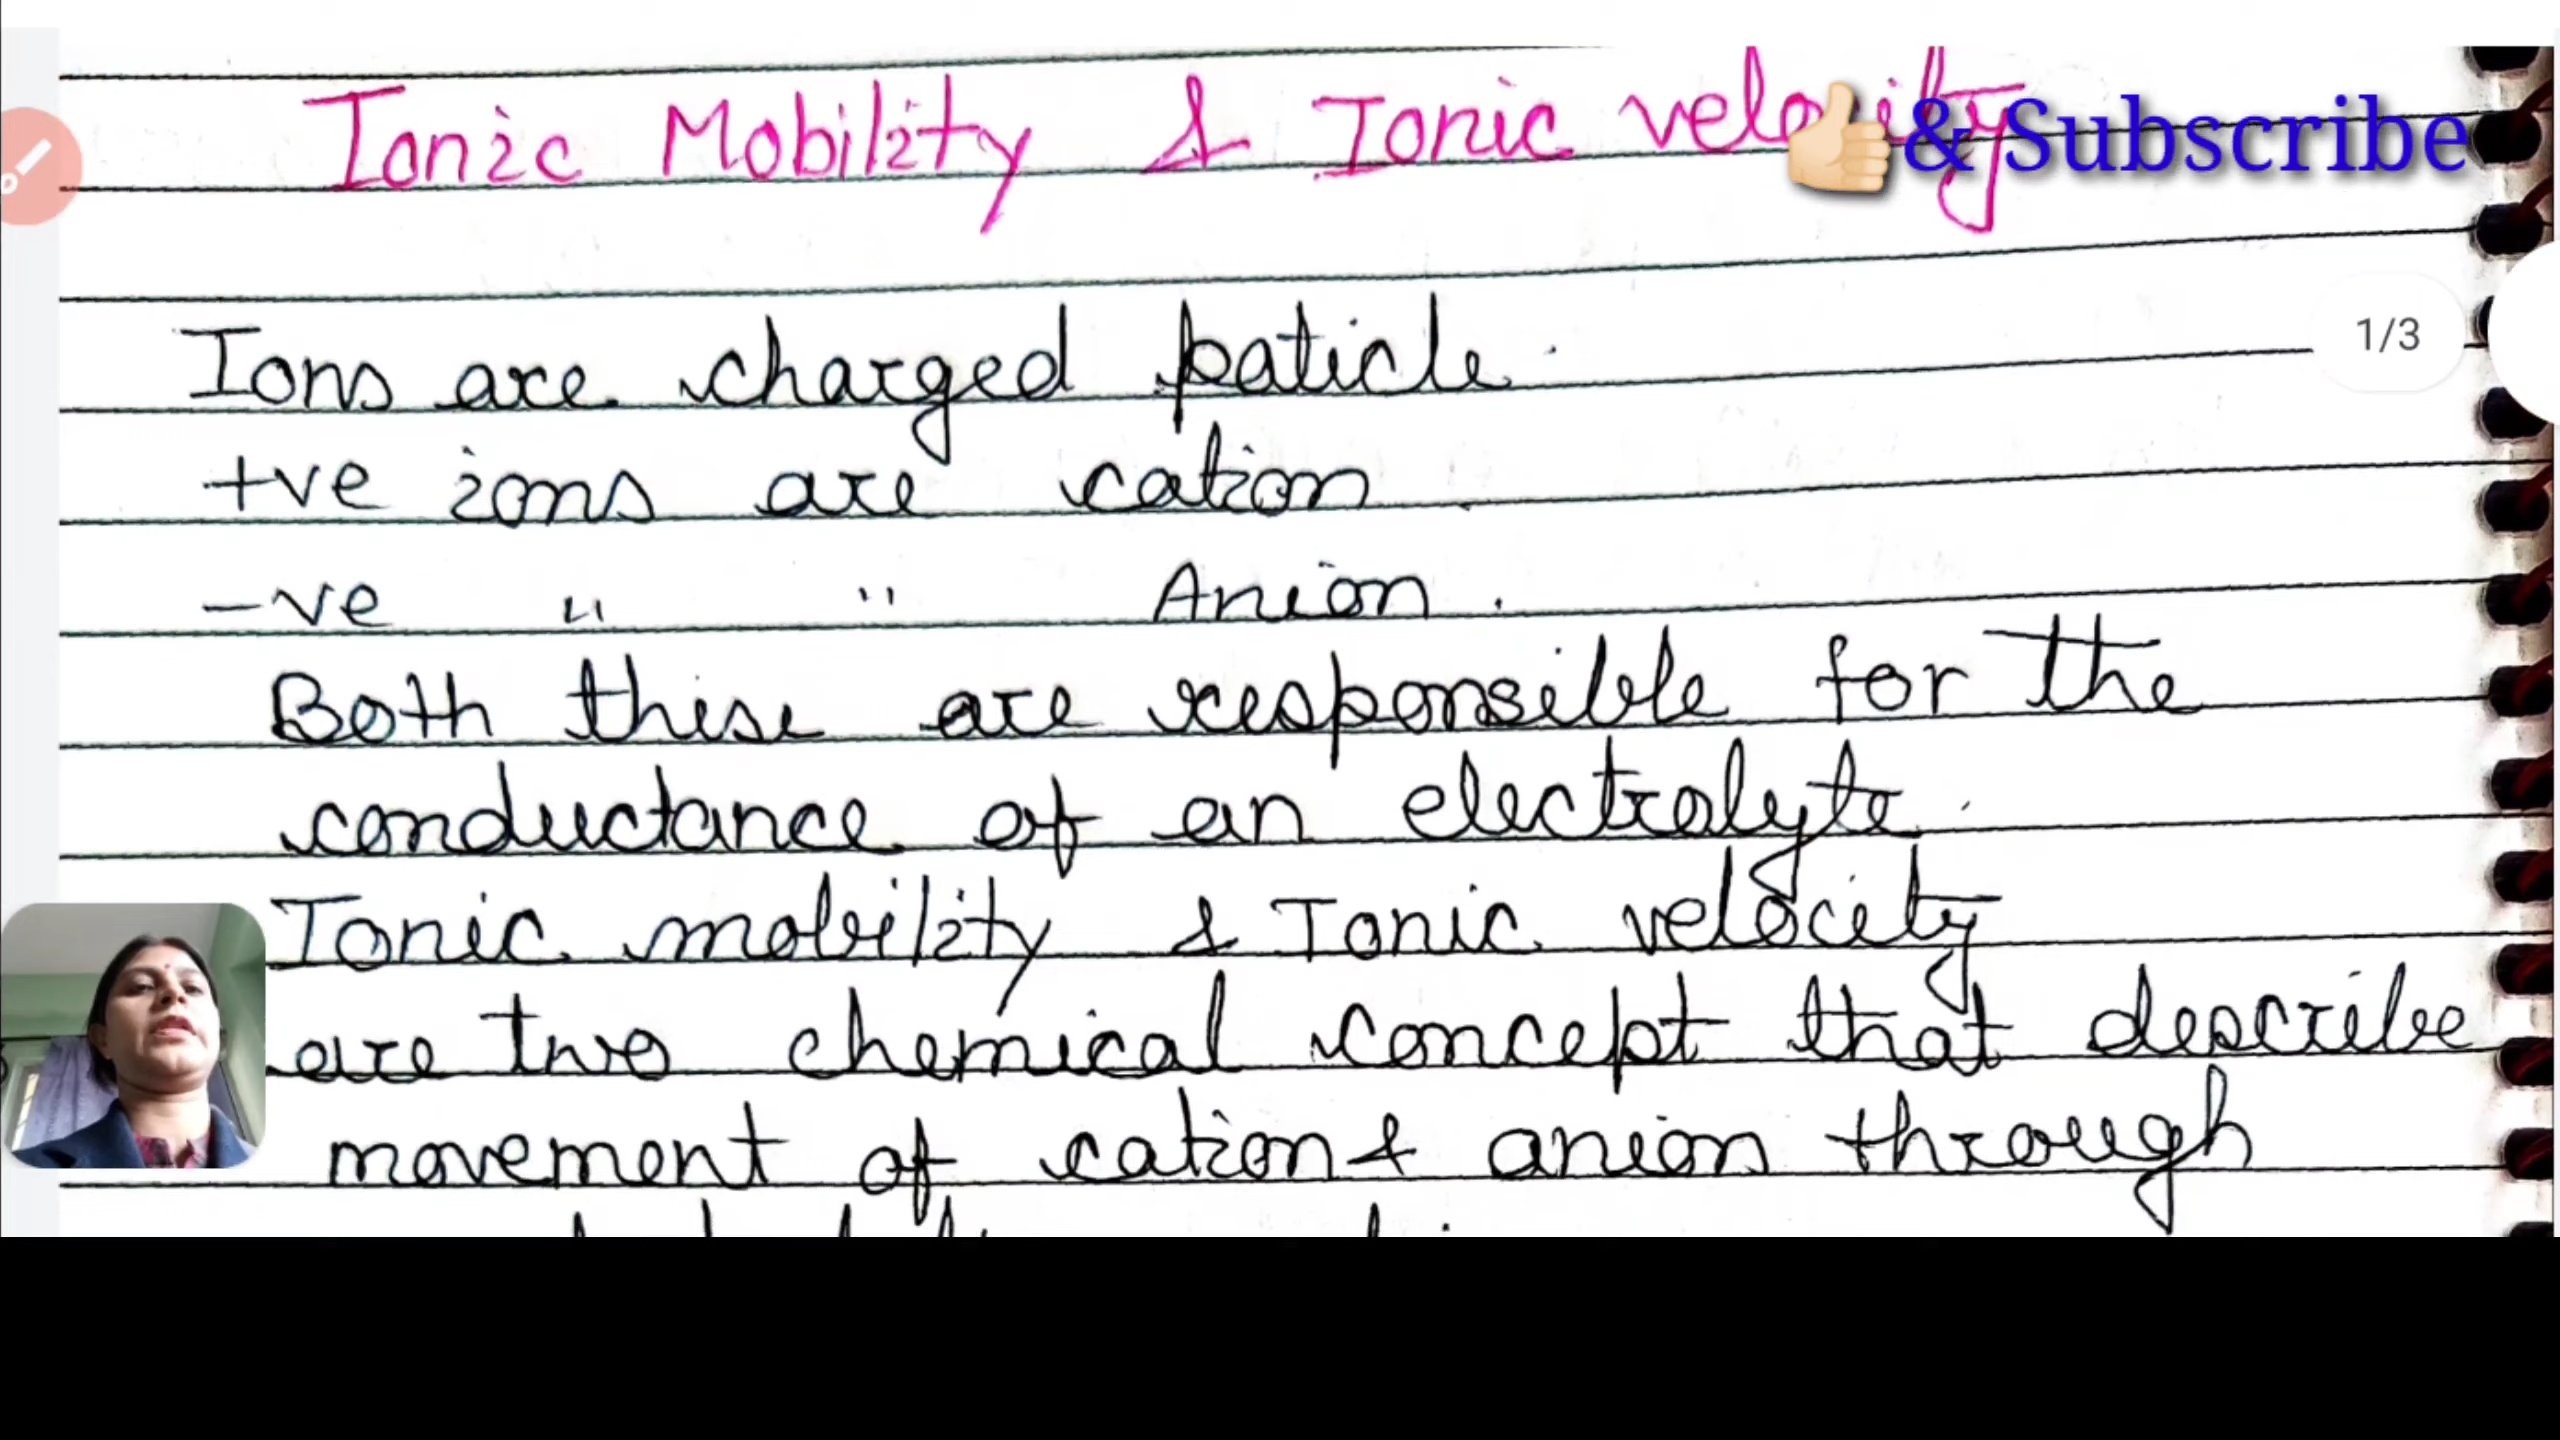 Ionic Mobility & Ionic velocity
👍& Subscribe
1/3
Ions are charged paticle.
+ve ions are cation
-ve " " Anion.
Both these are responsible for the
conductance of an electrolyte.
Ionic mobility & Ionic velocity
are two chemical concept that describe
movement of cation & anion through